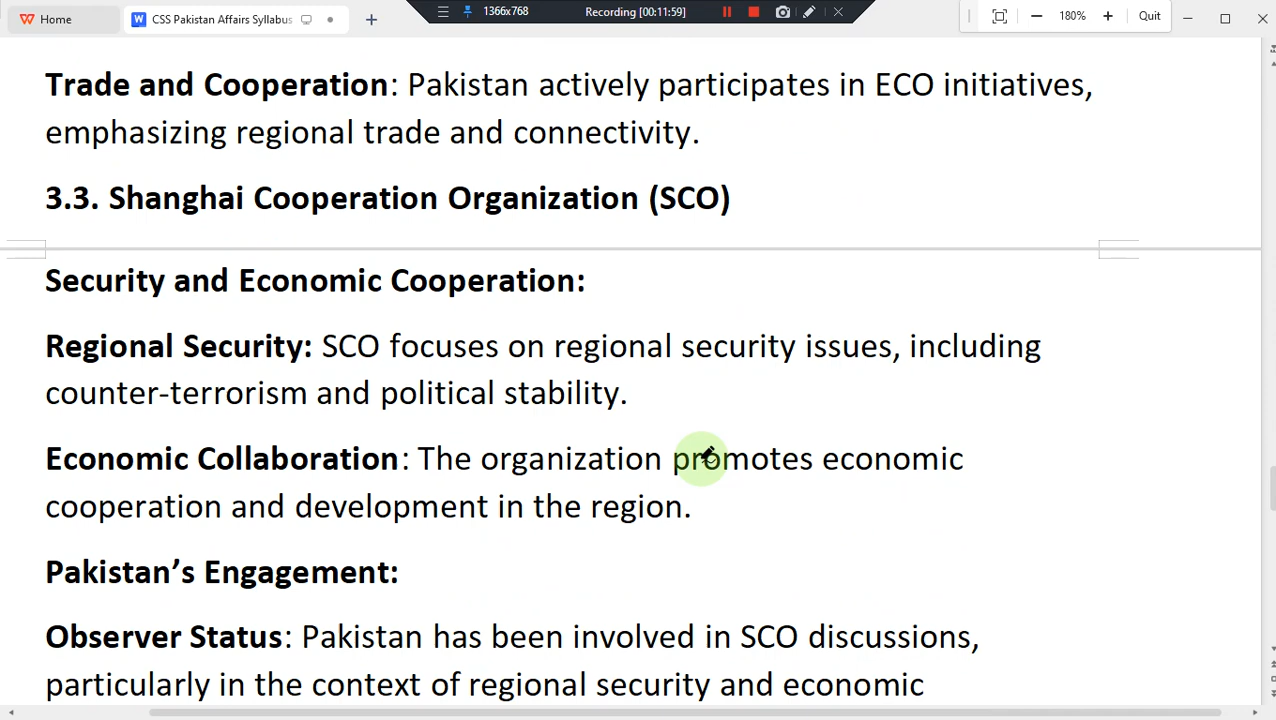 Home
CSS Pakistan Affairs Syllabus
1366x768
Recording [00:11:59]
180%
Quit
Trade and Cooperation: Pakistan actively participates in ECO initiatives,
emphasizing regional trade and connectivity.
3.3. Shanghai Cooperation Organization (SCO)
Security and Economic Cooperation:
Regional Security: SCO focuses on regional security issues, including
counter-terrorism and political stability.
Economic Collaboration: The organization promotes economic
cooperation and development in the region.
Pakistan’s Engagement:
Observer Status: Pakistan has been involved in SCO discussions,
particularly in the context of regional security and economic